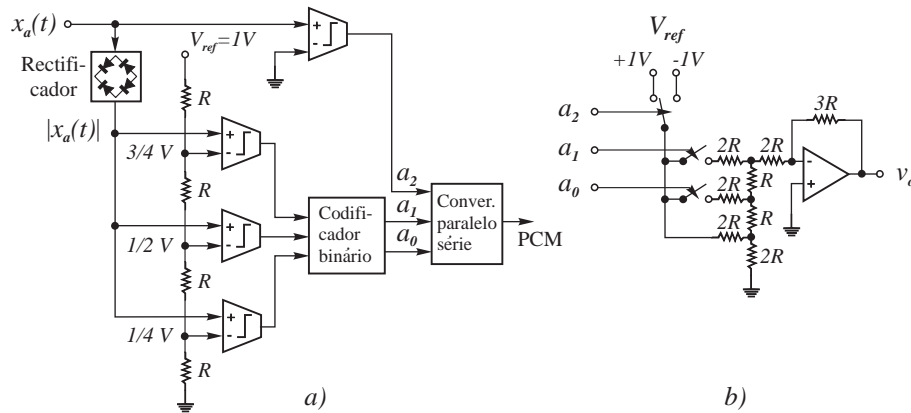 x_a(t)
Rectifi-
cador
|x_a(t)|
V_ref=1V
R
3/4 V
R
1/2 V
R
1/4 V
R
+
-
+
-
+
-
+
-
Codifi-
cador
binário
a_2
a_1
a_0
Conver.
paralelo
série
PCM
a)
V_ref
+1V -1V
a_2
a_1
a_0
2R 2R
R
2R
R
2R
2R
3R
-
+
b)